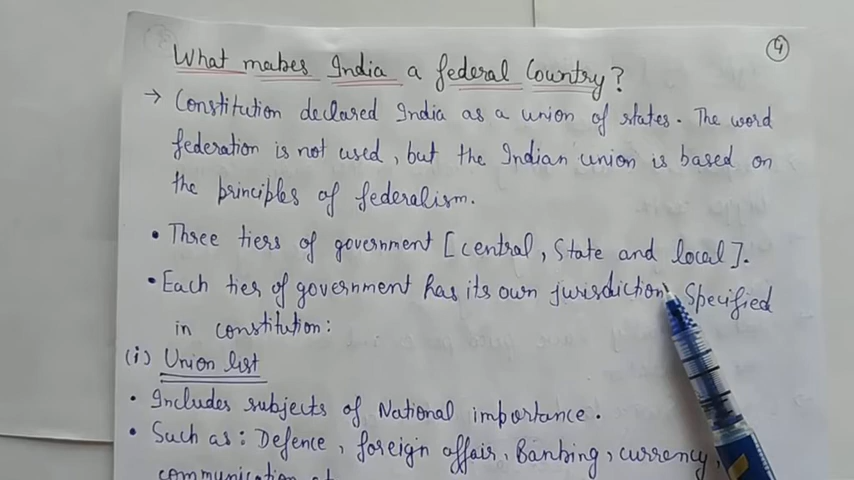 4
What makes India a federal Country?
→ Constitution declared India as a union of states. The word
federation is not used, but the Indian union is based on
the principles of federalism.
• Three tiers of government [central, State and local].
• Each tier of government has its own jurisdiction Specified
in constitution:
(i) Union list
• Includes subjects of National importance.
• Such as: Defence, foreign affair, Banking, currency,
communication